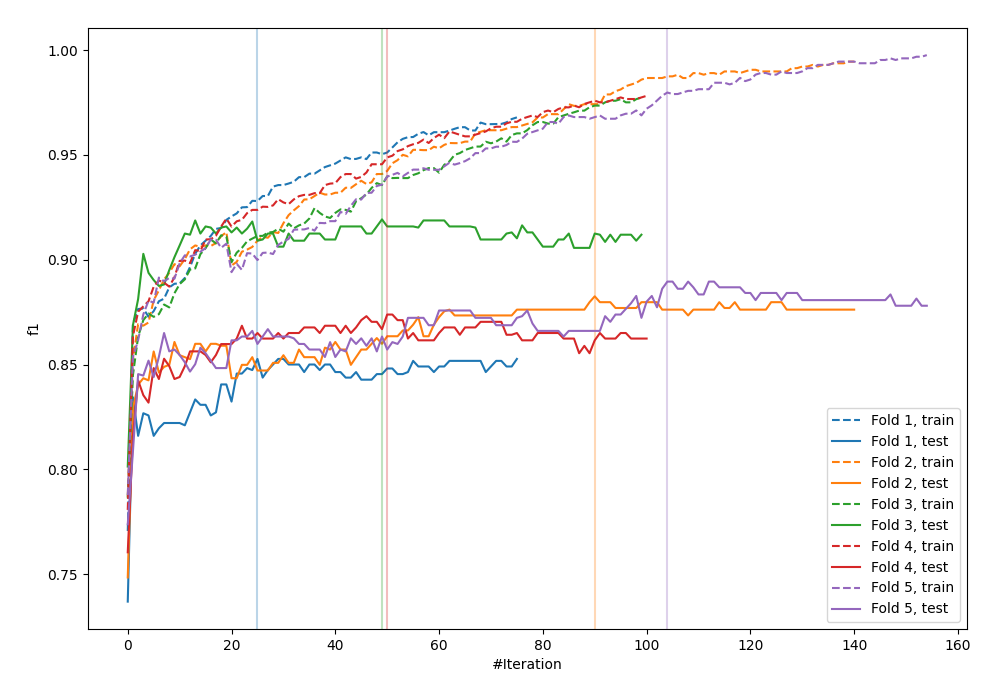 1.00
0.95
0.90
0.85
0.80
0.75
f1
0
20
40
60
80
100
120
140
160
#Iteration
Fold 1, train
Fold 1, test
Fold 2, train
Fold 2, test
Fold 3, train
Fold 3, test
Fold 4, train
Fold 4, test
Fold 5, train
Fold 5, test